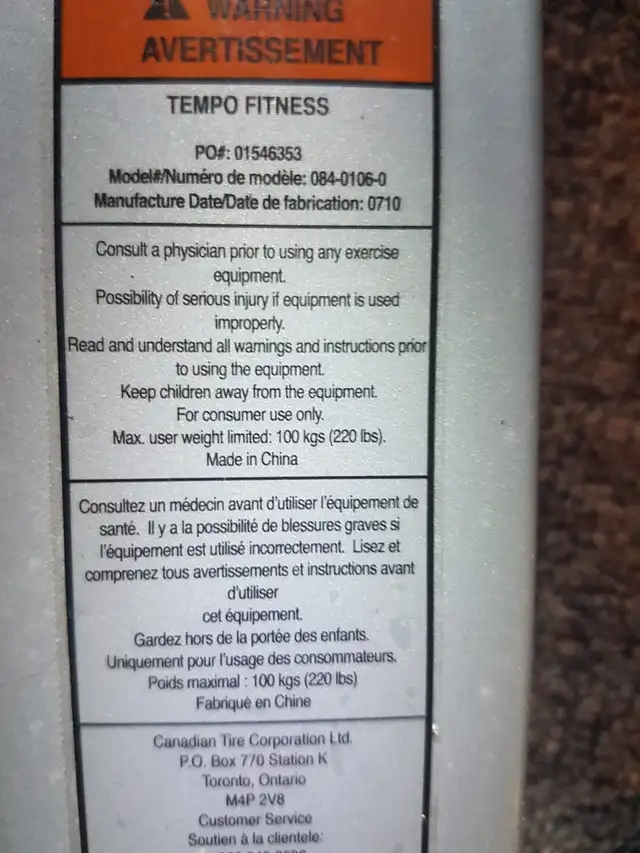 WARNING
AVERTISSEMENT
TEMPO FITNESS
PO#: 01546353
Model#/Numéro de modèle: 084-0106-0
Manufacture Date/Date de fabrication: 0710
Consult a physician prior to using any exercise
equipment.
Possibility of serious injury if equipment is used
improperly.
Read and understand all warnings and instructions prior
to using the equipment.
Keep children away from the equipment.
For consumer use only.
Max. user weight limited: 100 kgs (220 lbs).
Made in China
Consultez un médecin avant d'utiliser l'équipement de
santé. Il y a la possibilité de blessures graves si
l'équipement est utilisé incorrectement. Lisez et
comprenez tous avertissements et instructions avant
d'utiliser
cet équipement.
Gardez hors de la portée des enfants.
Uniquement pour l'usage des consommateurs.
Poids maximal : 100 kgs (220 lbs)
Fabriqué en Chine
Canadian Tire Corporation Ltd.
P.O. Box 770 Station K
Toronto, Ontario
M4P 2V8
Customer Service
Soutien à la clientele: